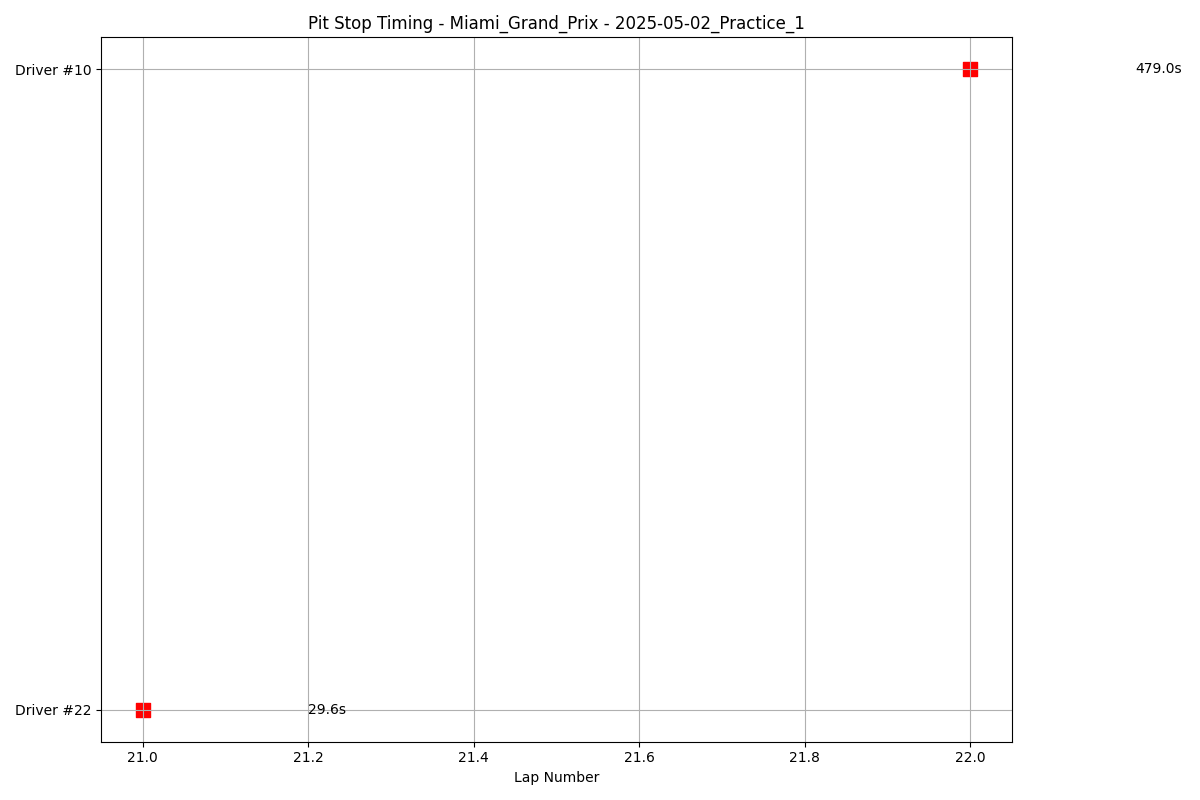 Pit Stop Timing - Miami_Grand_Prix - 2025-05-02_Practice_1
Driver #10
479.0s
Driver #22
29.6s
21.0 21.2 21.4 21.6 21.8 22.0
Lap Number